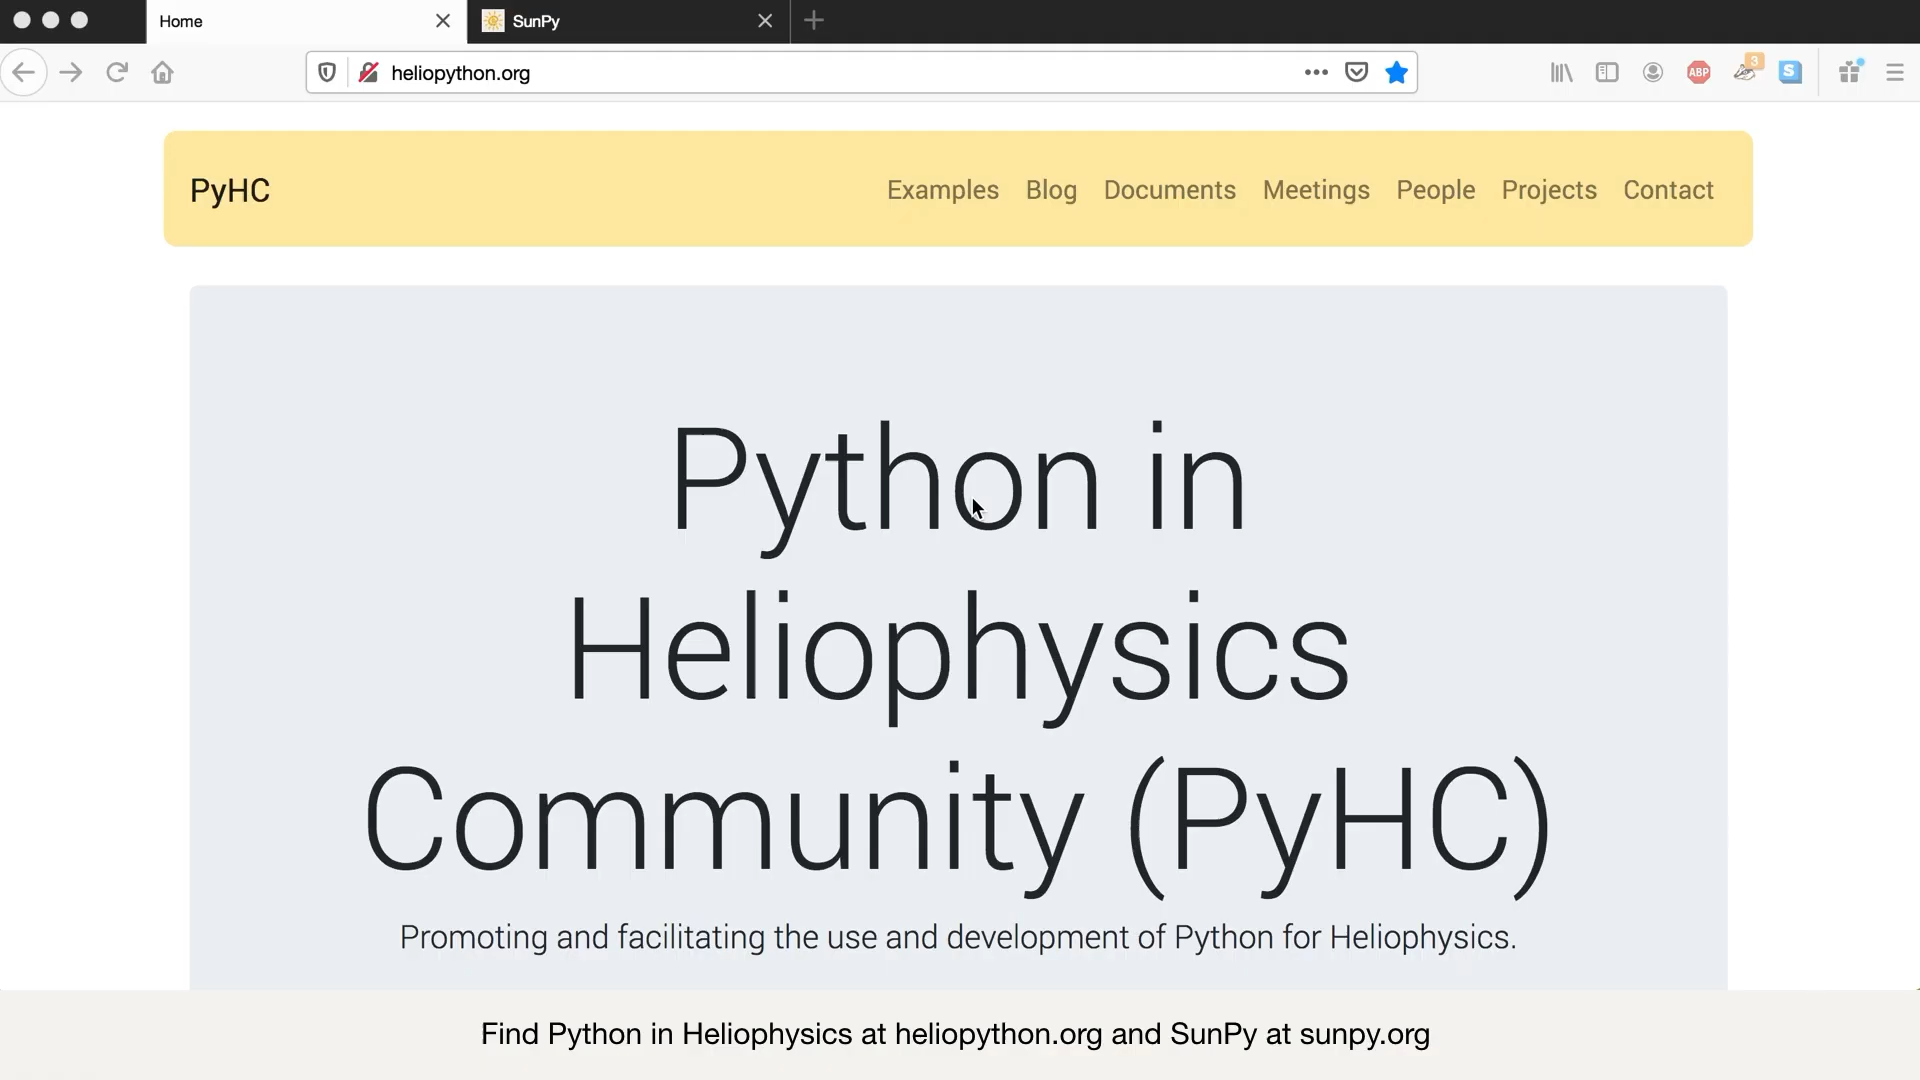 Home
SunPy
heliopython.org
ABP
3
S
PyHC
Examples Blog Documents Meetings People Projects Contact
Python in
Heliophysics
Community (PyHC)
Promoting and facilitating the use and development of Python for Heliophysics.
Find Python in Heliophysics at heliopython.org and SunPy at sunpy.org